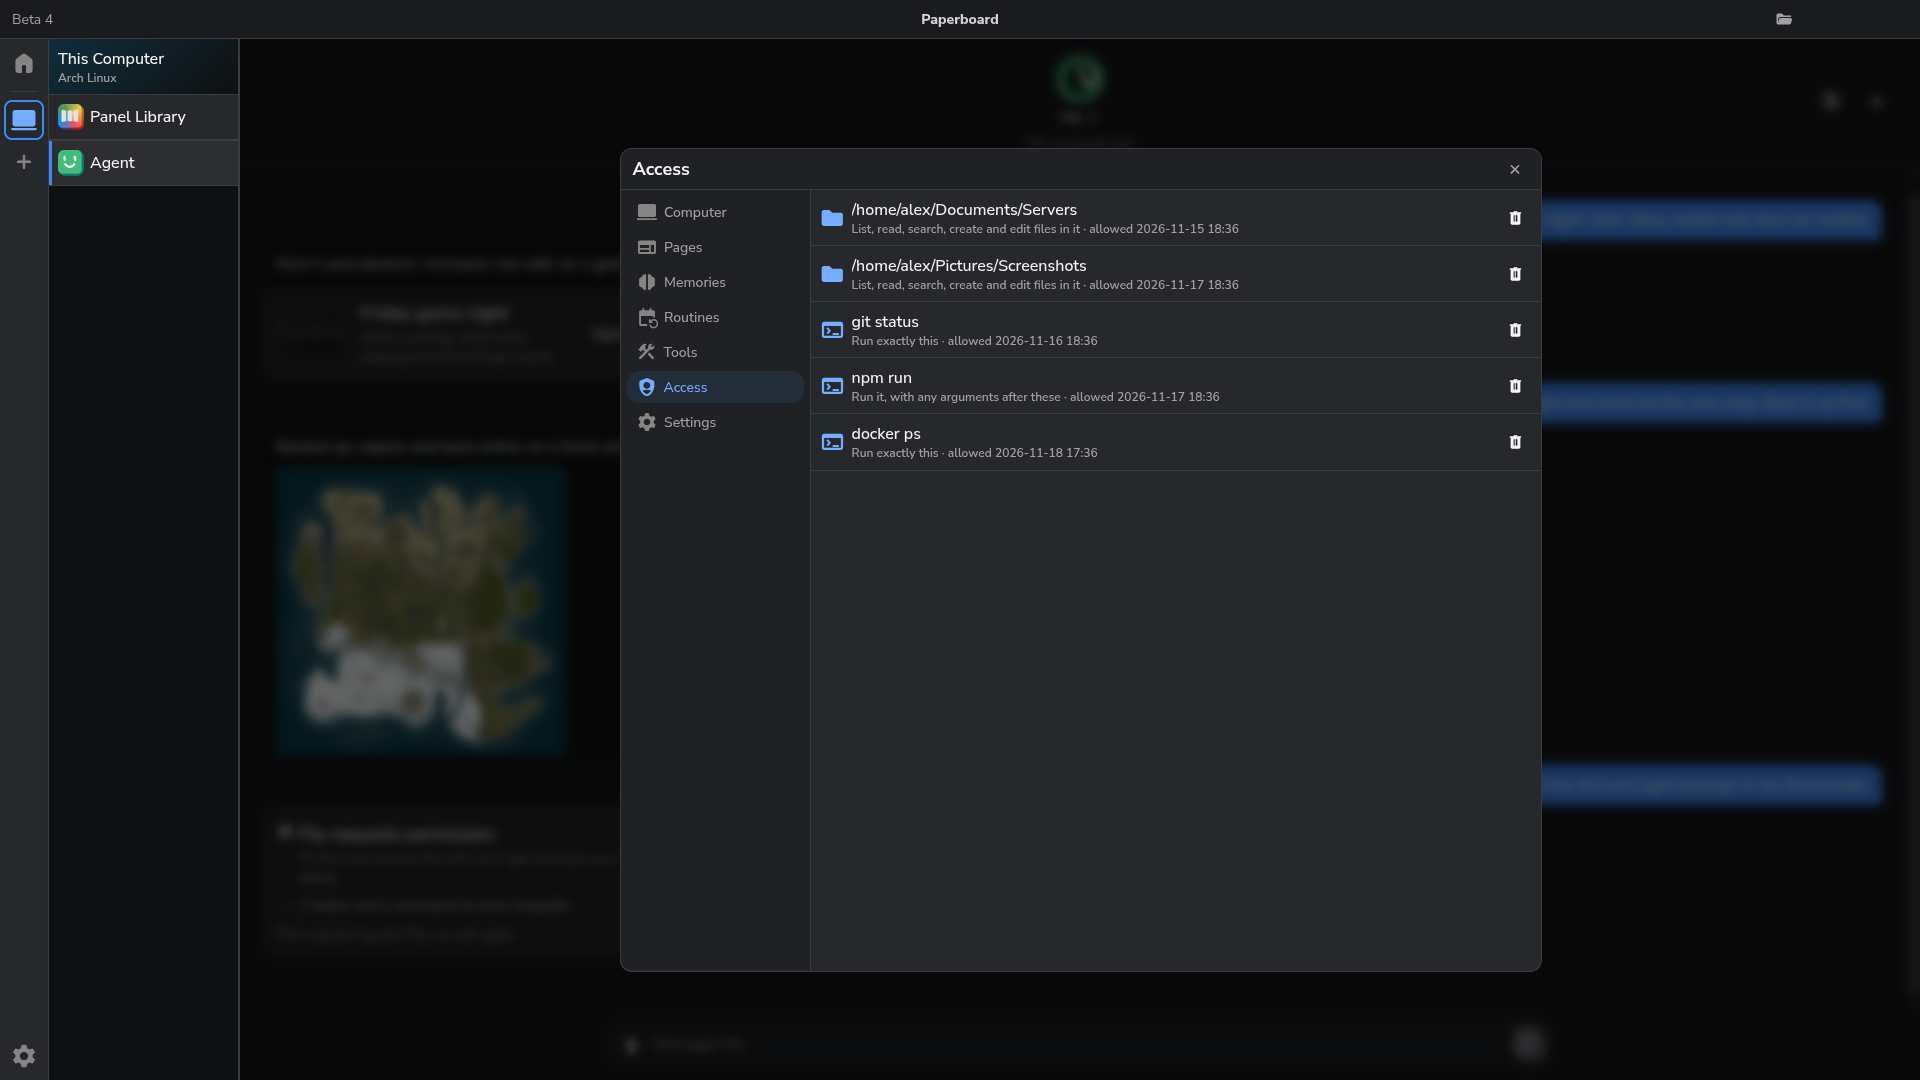 Beta 4
Paperboard
This Computer
Arch Linux
Panel Library
Agent
Access
Computer
Pages
Memories
Routines
Tools
Access
Settings
/home/alex/Documents/Servers
List, read, search, create and edit files in it · allowed 2026-11-15 18:36
/home/alex/Pictures/Screenshots
List, read, search, create and edit files in it · allowed 2026-11-17 18:36
git status
Run exactly this · allowed 2026-11-16 18:36
npm run
Run it, with any arguments after these · allowed 2026-11-17 18:36
docker ps
Run exactly this · allowed 2026-11-18 17:36
Friday game night